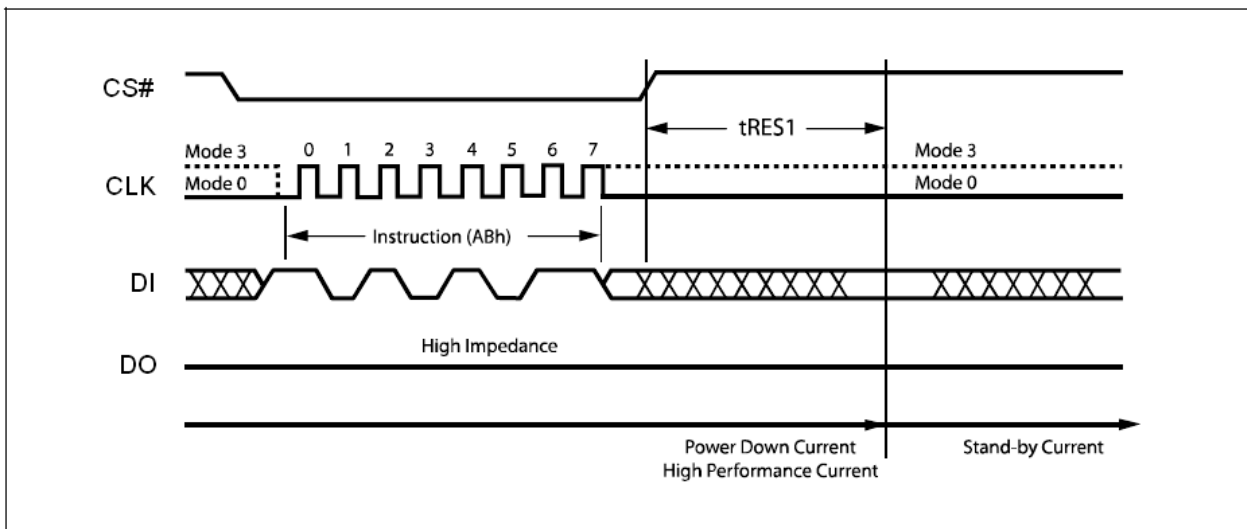 CS#
tRES1
Mode 3 0 1 2 3 4 5 6 7 Mode 3
CLK Mode 0 Mode 0
Instruction (ABh)
DI
High Impedance
DO
Power Down Current Stand-by Current
High Performance Current